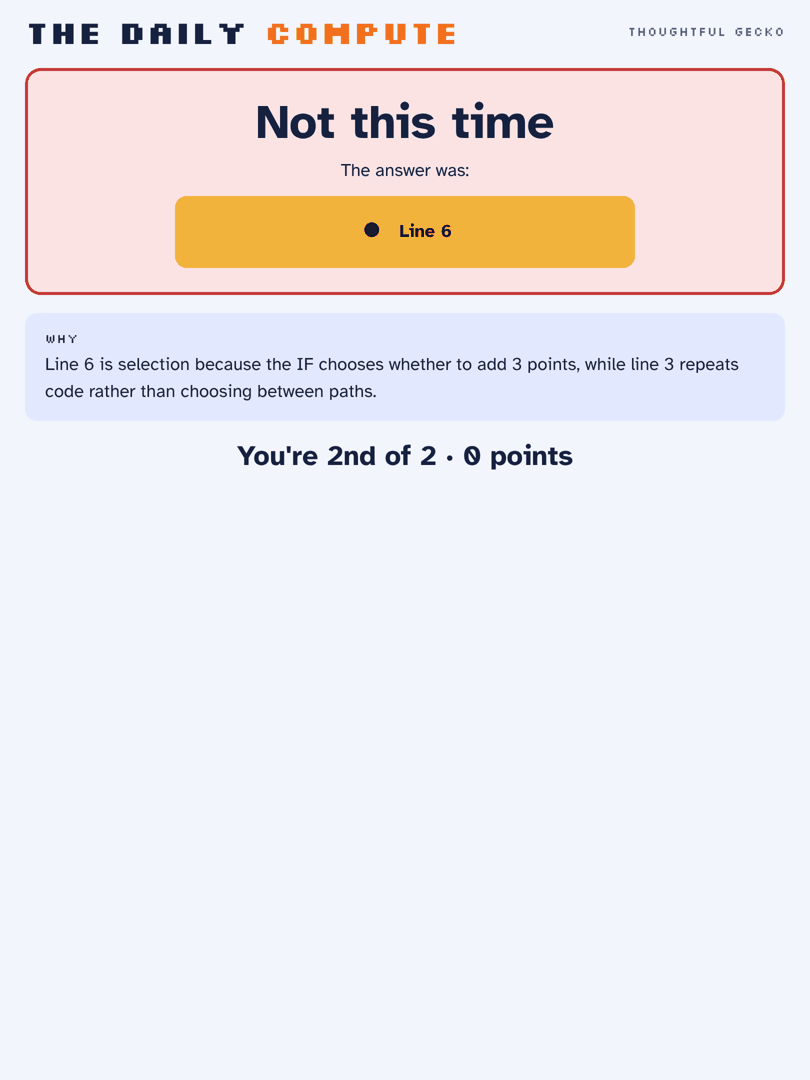 THE DAILY COMPUTE
THOUGHTFUL GECKO
Not this time
The answer was:
Line 6
WHY
Line 6 is selection because the IF chooses whether to add 3 points, while line 3 repeats
code rather than choosing between paths.
You're 2nd of 2 · 0 points